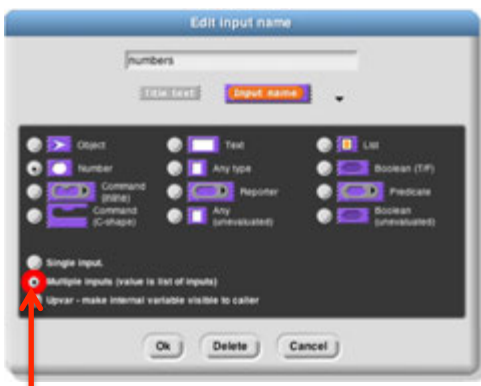 Edit input name
numbers
Title text Input name
Object Text List
Number Any type Boolean (T/F)
Command (inline) Reporter Predicate
Command (C-shape) Any (unevaluated) Boolean (unevaluated)
Single input.
Multiple inputs (value is list of inputs)
Upvar - make internal variable visible to caller
Ok Delete Cancel